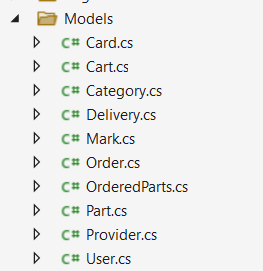 Models
C# Card.cs
C# Cart.cs
C# Category.cs
C# Delivery.cs
C# Mark.cs
C# Order.cs
C# OrderedParts.cs
C# Part.cs
C# Provider.cs
C# User.cs